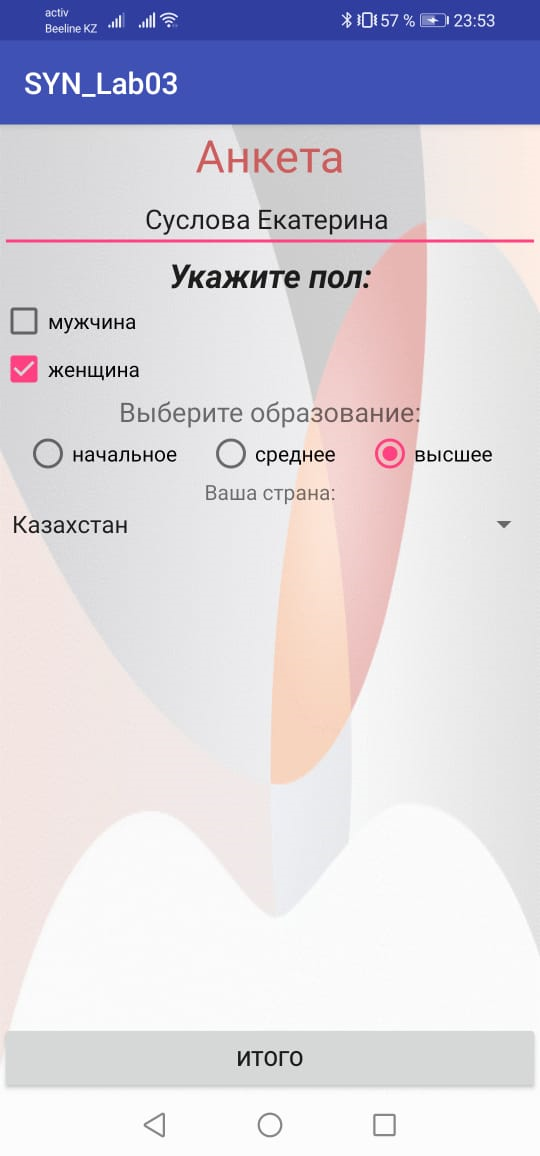 activ
Beeline KZ
57 %
23:53
SYN_Lab03
Анкета
Суслова Екатерина
Укажите пол:
мужчина
женщина
Выберите образование:
начальное среднее высшее
Ваша страна:
Казахстан
ИТОГО